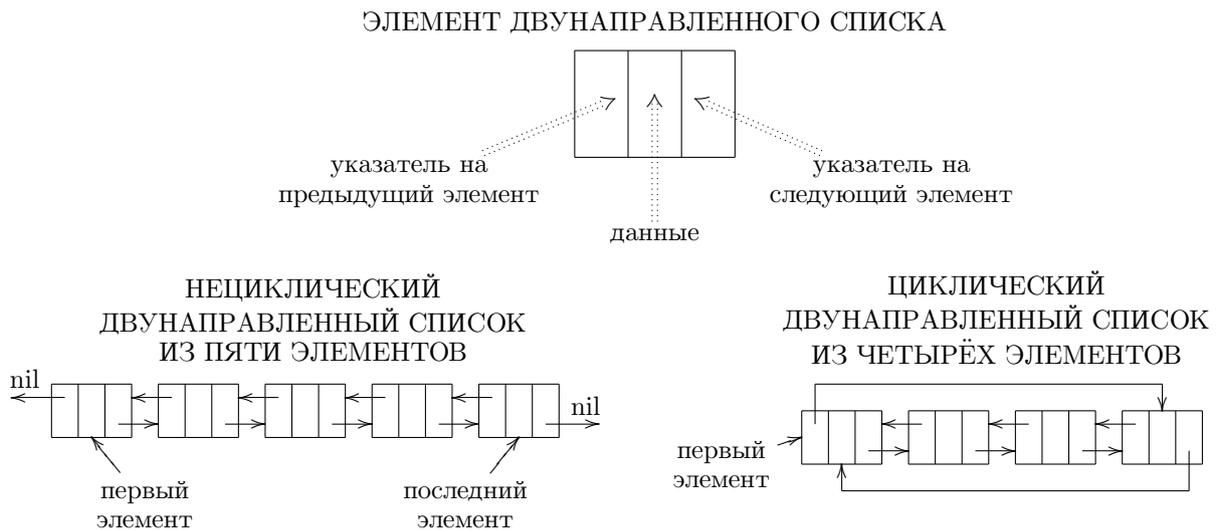 ЭЛЕМЕНТ ДВУНАПРАВЛЕННОГО СПИСКА
указатель на
предыдущий элемент
указатель на
следующий элемент
данные
НЕЦИКЛИЧЕСКИЙ
ДВУНАПРАВЛЕННЫЙ СПИСОК
ИЗ ПЯТИ ЭЛЕМЕНТОВ
nil
nil
первый
элемент
последний
элемент
ЦИКЛИЧЕСКИЙ
ДВУНАПРАВЛЕННЫЙ СПИСОК
ИЗ ЧЕТЫРЁХ ЭЛЕМЕНТОВ
первый
элемент